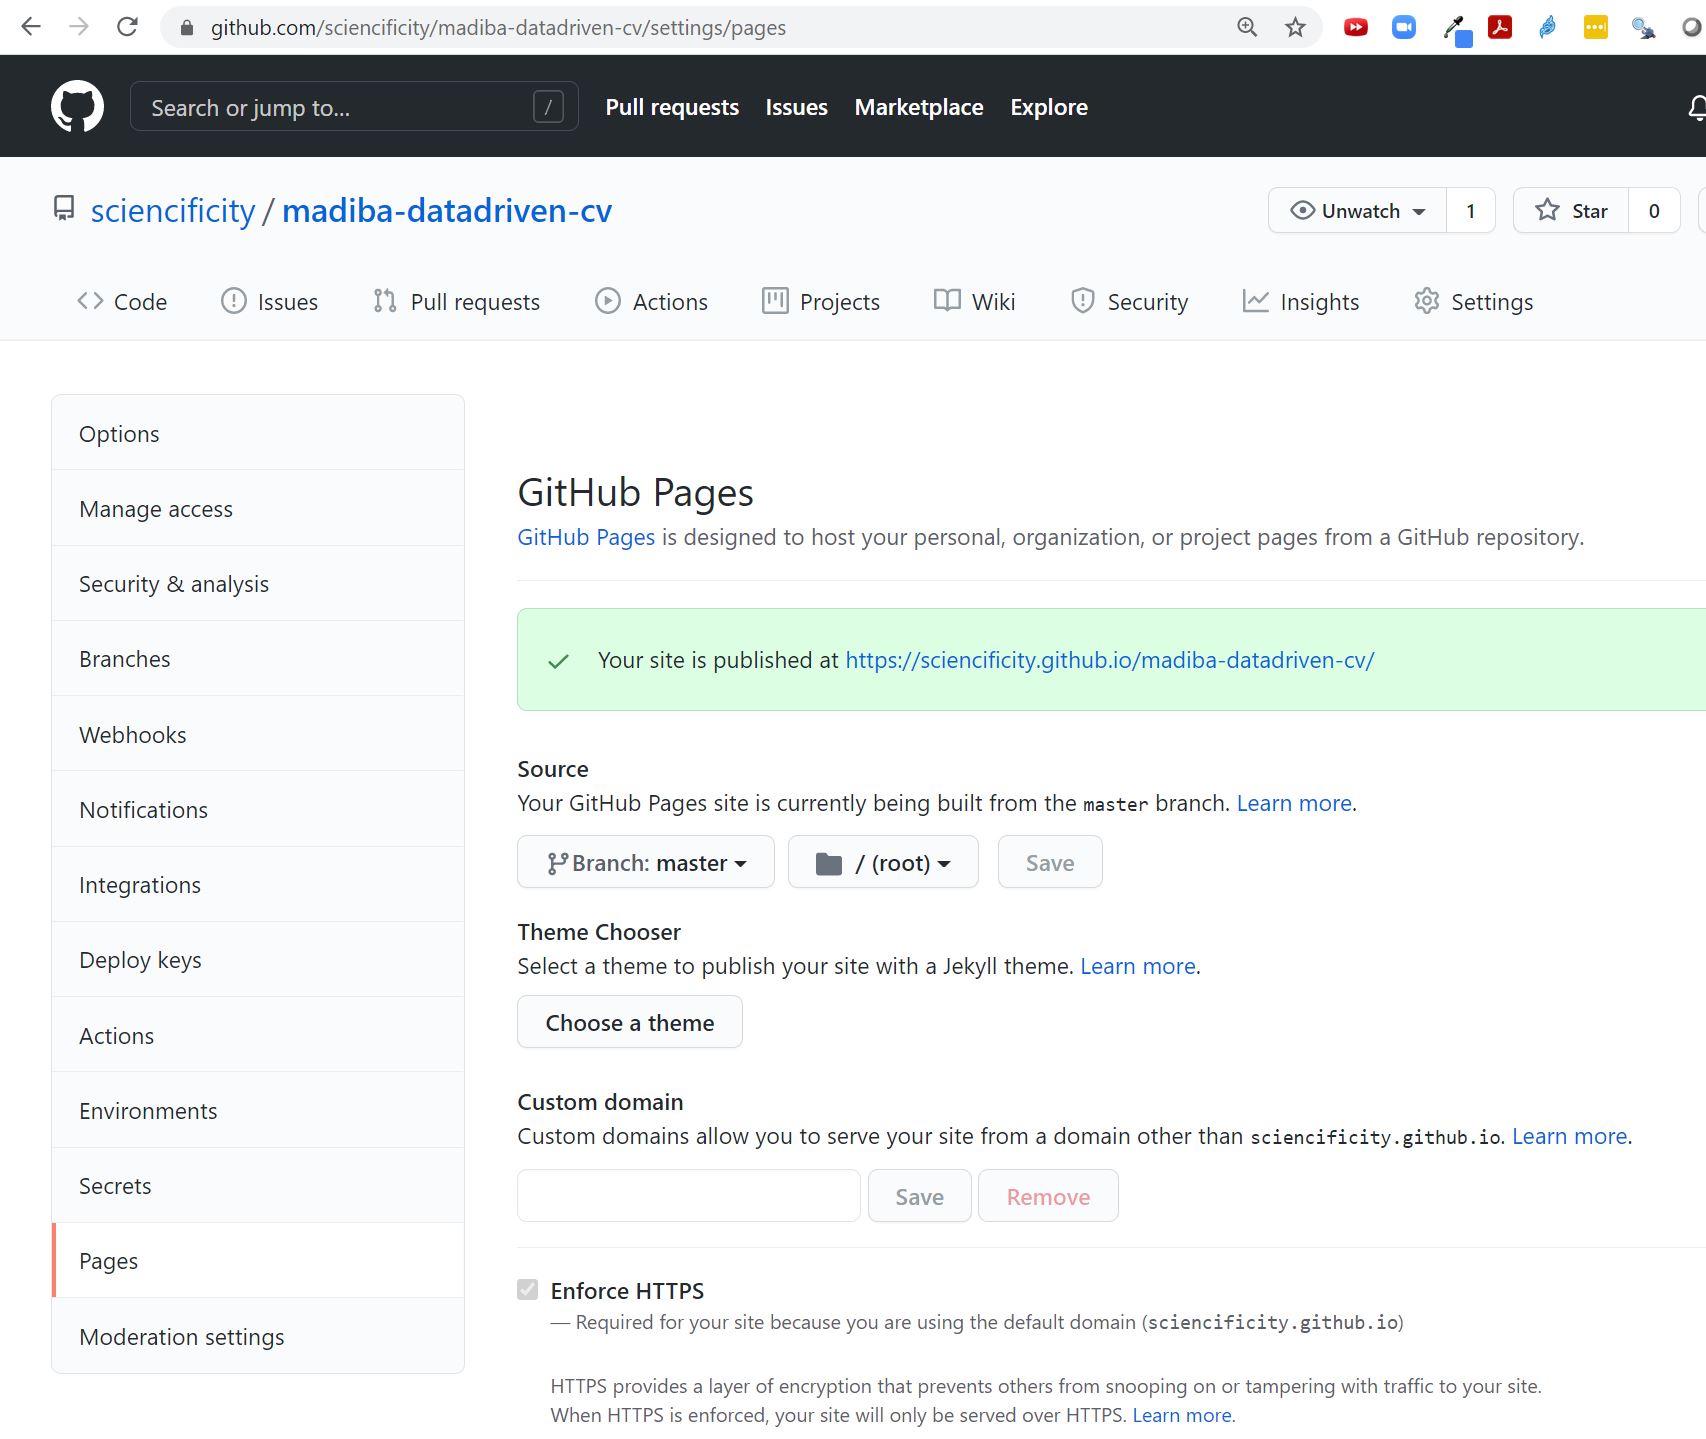 github.com/sciencificity/madiba-datadriven-cv/settings/pages
Search or jump to... /
Pull requests Issues Marketplace Explore
sciencificity / madiba-datadriven-cv
Unwatch 1 Star 0
Code Issues Pull requests Actions Projects Wiki Security Insights Settings
Options
Manage access
Security & analysis
Branches
Webhooks
Notifications
Integrations
Deploy keys
Actions
Environments
Secrets
Pages
Moderation settings
GitHub Pages
GitHub Pages is designed to host your personal, organization, or project pages from a GitHub repository.
Your site is published at https://sciencificity.github.io/madiba-datadriven-cv/
Source
Your GitHub Pages site is currently being built from the master branch. Learn more.
Branch: master / (root) Save
Theme Chooser
Select a theme to publish your site with a Jekyll theme. Learn more.
Choose a theme
Custom domain
Custom domains allow you to serve your site from a domain other than sciencificity.github.io. Learn more.
Save Remove
Enforce HTTPS
— Required for your site because you are using the default domain (sciencificity.github.io)
HTTPS provides a layer of encryption that prevents others from snooping on or tampering with traffic to your site.
When HTTPS is enforced, your site will only be served over HTTPS. Learn more.